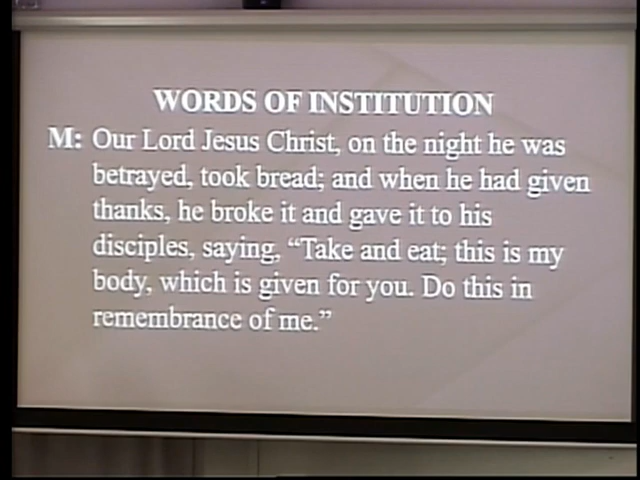 WORDS OF INSTITUTION
M: Our Lord Jesus Christ, on the night he was
betrayed, took bread; and when he had given
thanks, he broke it and gave it to his
disciples, saying, “Take and eat; this is my
body, which is given for you. Do this in
remembrance of me.”